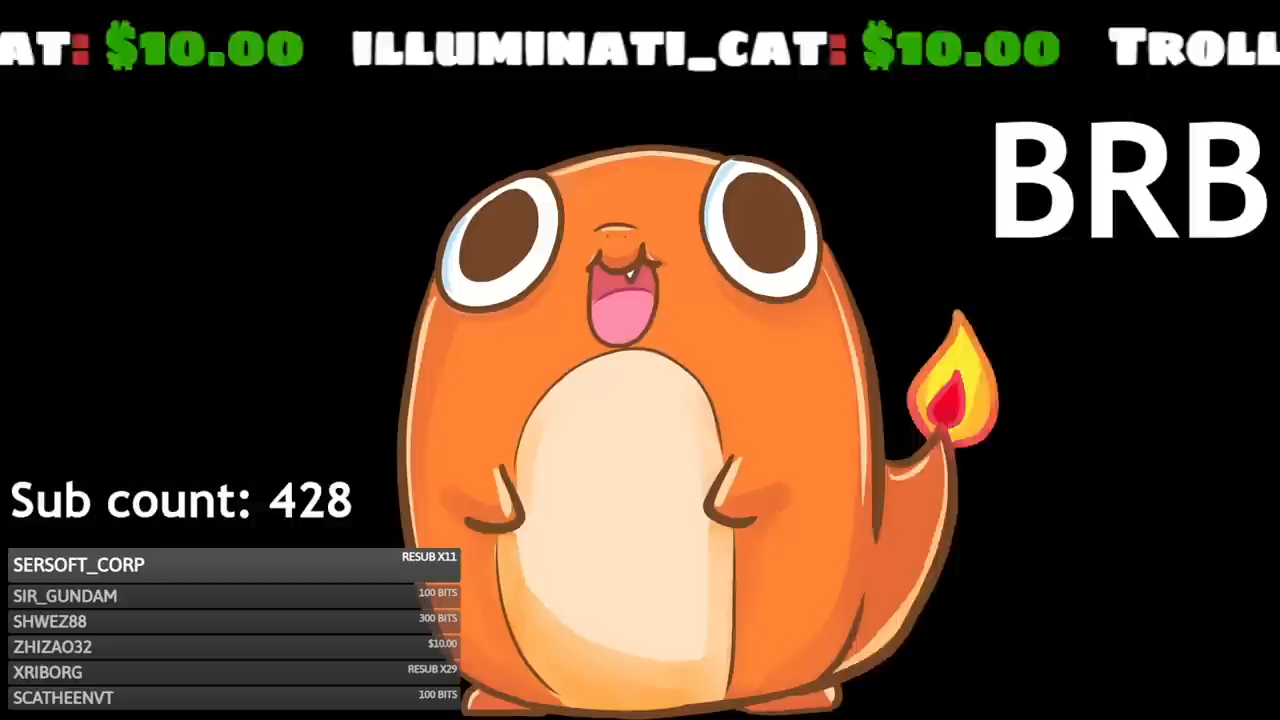 AT: $10.00 ILLUMINATI_CAT: $10.00 TROLL
BRB
Sub count: 428
SERSOFT_CORP RESUB X11
SIR_GUNDAM 100 BITS
SHWEZ88 300 BITS
ZHIZAO32 $10.00
XRIBORG RESUB X29
SCATHEENVT 100 BITS